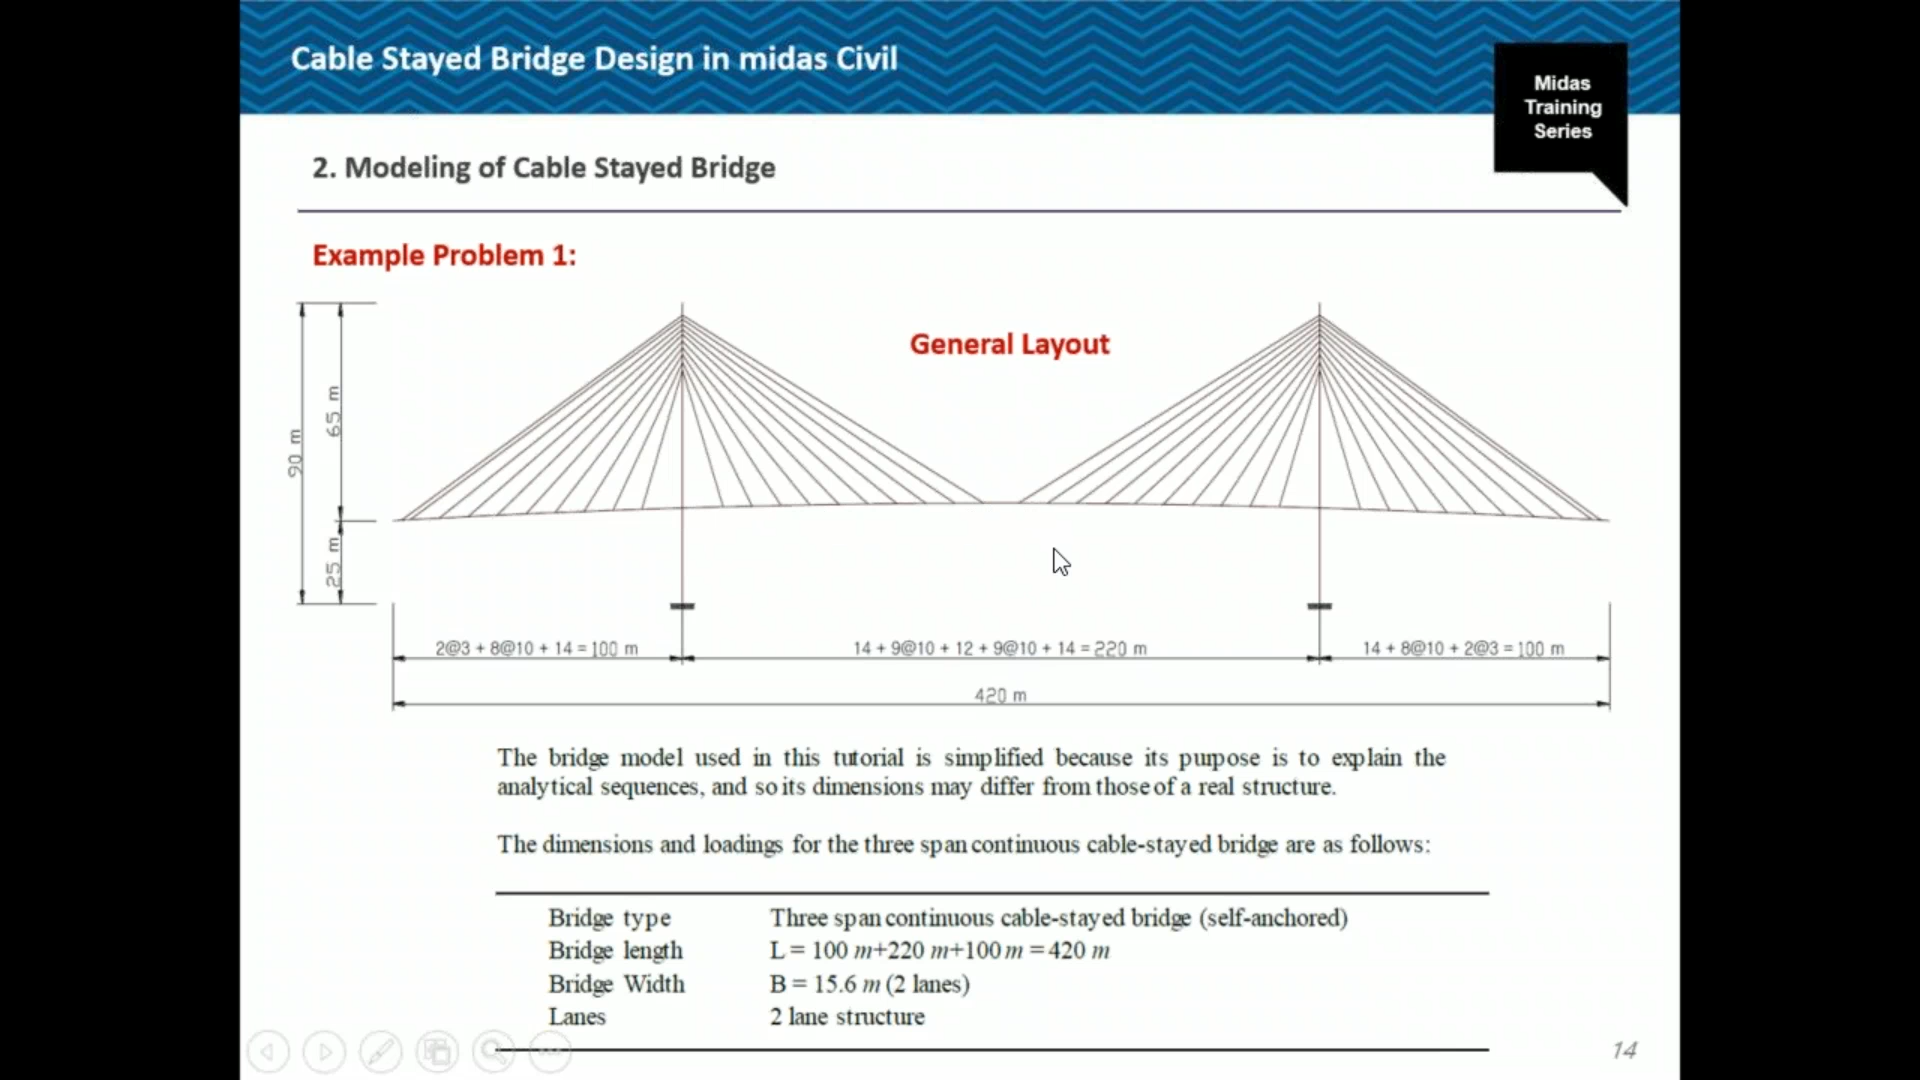 Cable Stayed Bridge Design in midas Civil
Midas
Training
Series
2. Modeling of Cable Stayed Bridge
Example Problem 1:
General Layout
90 m
65 m
25 m
2@3 + 8@10 + 14 = 100 m
14 + 9@10 + 12 + 9@10 + 14 = 220 m
14 + 8@10 + 2@3 = 100 m
420 m
The bridge model used in this tutorial is simplified because its purpose is to explain the
analytical sequences, and so its dimensions may differ from those of a real structure.
The dimensions and loadings for the three span continuous cable-stayed bridge are as follows:
Bridge type Three span continuous cable-stayed bridge (self-anchored)
Bridge length L = 100 m+220 m+100 m = 420 m
Bridge Width B = 15.6 m (2 lanes)
Lanes 2 lane structure
14